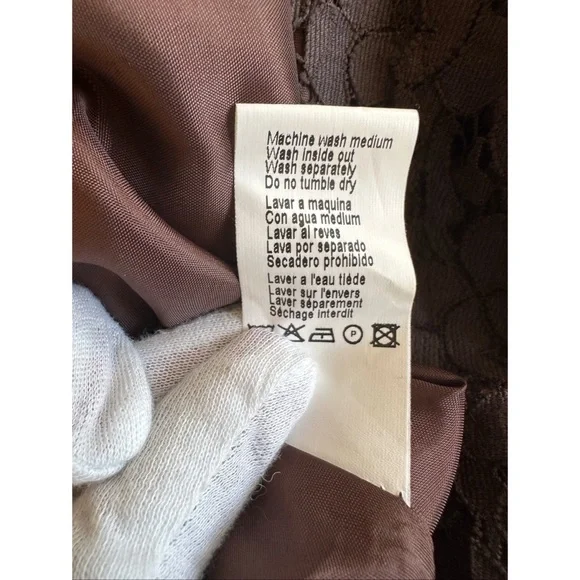 Machine wash medium
Wash inside out
Wash separately
Do no tumble dry
Lavar a maquina
Con agua medium
Lavar al reves
Lava por separado
Secadero prohibido
Laver a l'eau tiède
Laver sur l'envers
Laver séparement
Séchage interdit
P